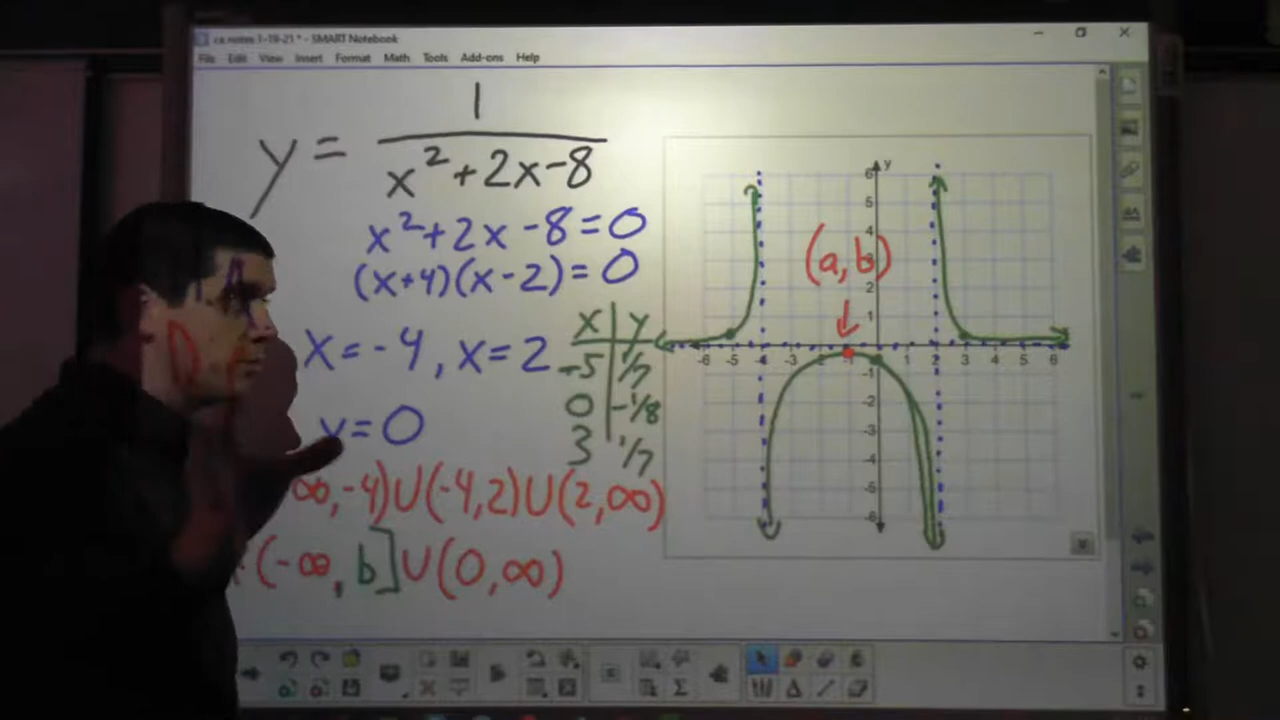 ca notes 1-19-21 * - SMART Notebook
File Edit View Insert Format Math Tools Add-ons Help
y = 1
x²+2x-8
x²+2x-8=0
(x+4)(x-2)=0
x=-4, x=2
y=0
∞,-4)U(-4,2)U(2,∞)
(-∞, b]U(0,∞)
x y
-5 1/7
0 -1/8
3 1/7
(a,b)
y
6
5
4
3
2
1
-6 -5 -4 -3 -2 -1 0 1 2 3 4 5 6
-1
-2
-3
-4
-5
-6